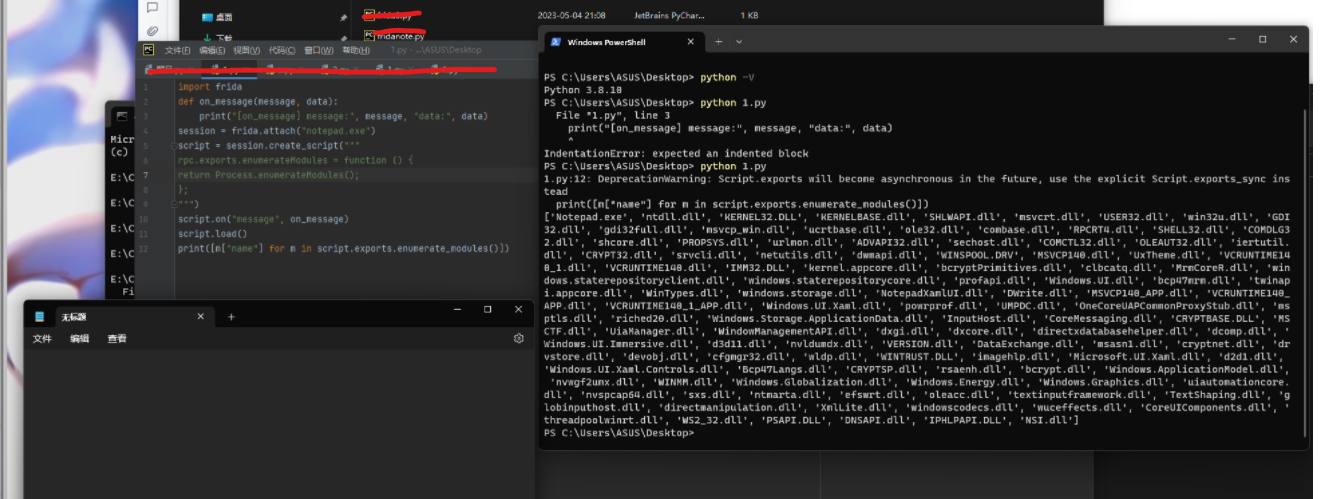 桌面
2023-05-04 21:08 JetBrains PyChar... 1 KB
下载
fridanote.py
文件(F) 编辑(E) 视图(V) 代码(C) 窗口(W) 帮助(H) 1.py - ...\ASUS\Desktop
1 import frida
2 def on_message(message, data):
3 print("[on_message] message:", message, "data:", data)
4 session = frida.attach("notepad.exe")
5 script = session.create_script("""
6 rpc.exports.enumerateModules = function () {
7 return Process.enumerateModules();
8 };
9 """)
10 script.on("message", on_message)
11 script.load()
12 print([m["name"] for m in script.exports.enumerate_modules()])
Micr
(c)
E:\C
E:\C
E:\C
E:\C
E:\C
Fi
无标题
文件 编辑 查看
Windows PowerShell
PS C:\Users\ASUS\Desktop> python -V
Python 3.8.10
PS C:\Users\ASUS\Desktop> python 1.py
File "1.py", line 3
print("[on_message] message:", message, "data:", data)
^
IndentationError: expected an indented block
PS C:\Users\ASUS\Desktop> python 1.py
1.py:12: DeprecationWarning: Script.exports will become asynchronous in the future, use the explicit Script.exports_sync ins
tead
print([m["name"] for m in script.exports.enumerate_modules()])
['Notepad.exe', 'ntdll.dll', 'KERNEL32.DLL', 'KERNELBASE.dll', 'SHLWAPI.dll', 'msvcrt.dll', 'USER32.dll', 'win32u.dll', 'GDI
32.dll', 'gdi32full.dll', 'msvcp_win.dll', 'ucrtbase.dll', 'ole32.dll', 'combase.dll', 'RPCRT4.dll', 'SHELL32.dll', 'COMDLG3
2.dll', 'shcore.dll', 'PROPSYS.dll', 'urlmon.dll', 'ADVAPI32.dll', 'sechost.dll', 'COMCTL32.dll', 'OLEAUT32.dll', 'iertutil.
dll', 'CRYPT32.dll', 'srvcli.dll', 'netutils.dll', 'dwmapi.dll', 'WINSPOOL.DRV', 'MSVCP140.dll', 'UxTheme.dll', 'VCRUNTIME14
0_1.dll', 'VCRUNTIME140.dll', 'IMM32.DLL', 'kernel.appcore.dll', 'bcryptPrimitives.dll', 'clbcatq.dll', 'MrmCoreR.dll', 'win
dows.staterepositoryclient.dll', 'windows.staterepositorycore.dll', 'profapi.dll', 'Windows.UI.dll', 'bcp47mrm.dll', 'twinap
i.appcore.dll', 'WinTypes.dll', 'windows.storage.dll', 'NotepadXamlUI.dll', 'DWrite.dll', 'MSVCP140_APP.dll', 'VCRUNTIME140_
APP.dll', 'VCRUNTIME140_1_APP.dll', 'Windows.UI.Xaml.dll', 'powrprof.dll', 'UMPDC.dll', 'OneCoreUAPCommonProxyStub.dll', 'ms
ptls.dll', 'riched20.dll', 'Windows.Storage.ApplicationData.dll', 'InputHost.dll', 'CoreMessaging.dll', 'CRYPTBASE.DLL', 'MS
CTF.dll', 'UiaManager.dll', 'WindowManagementAPI.dll', 'dxgi.dll', 'dxcore.dll', 'directxdatabasehelper.dll', 'dcomp.dll', '
Windows.UI.Immersive.dll', 'd3d11.dll', 'nvldumdx.dll', 'VERSION.dll', 'DataExchange.dll', 'msasn1.dll', 'cryptnet.dll', 'dr
vstore.dll', 'devobj.dll', 'cfgmgr32.dll', 'wldp.dll', 'WINTRUST.DLL', 'imagehlp.dll', 'Microsoft.UI.Xaml.dll', 'd2d1.dll',
'Windows.UI.Xaml.Controls.dll', 'Bcp47Langs.dll', 'CRYPTSP.dll', 'rsaenh.dll', 'bcrypt.dll', 'Windows.ApplicationModel.dll',
'nvwgf2umx.dll', 'WINMM.dll', 'Windows.Globalization.dll', 'Windows.Energy.dll', 'Windows.Graphics.dll', 'uiautomationcore.
dll', 'nvspcap64.dll', 'sxs.dll', 'ntmarta.dll', 'efswrt.dll', 'oleacc.dll', 'textinputframework.dll', 'TextShaping.dll', 'g
lobinputhost.dll', 'directmanipulation.dll', 'XmlLite.dll', 'windowscodecs.dll', 'wuceffects.dll', 'CoreUIComponents.dll', '
threadpoolwinrt.dll', 'WS2_32.dll', 'PSAPI.DLL', 'DNSAPI.dll', 'IPHLPAPI.DLL', 'NSI.dll']
PS C:\Users\ASUS\Desktop>